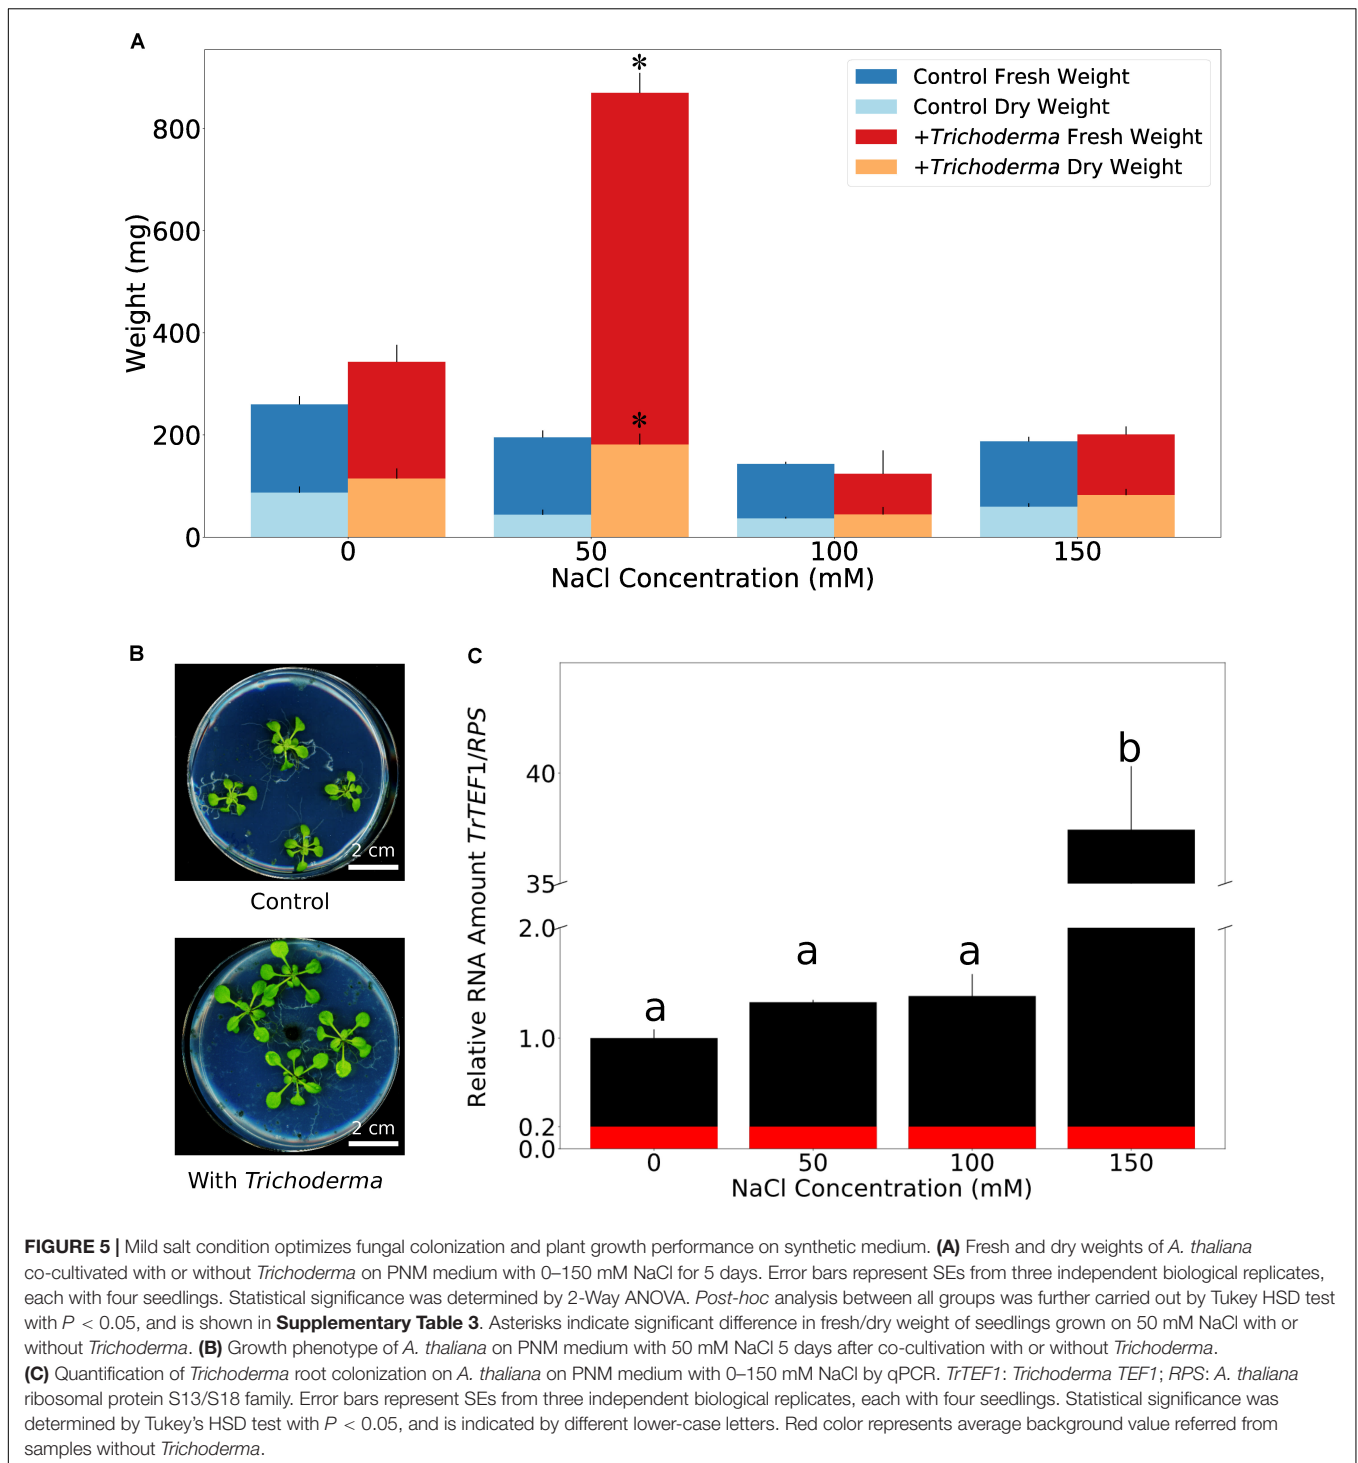 A
*
Control Fresh Weight
Control Dry Weight
+Trichoderma Fresh Weight
+Trichoderma Dry Weight
800
600
400
200
0
Weight (mg)
*
0 50 100 150
NaCl Concentration (mM)
B
2 cm
Control
2 cm
With Trichoderma
C
Relative RNA Amount TrTEF1/RPS
40
35
2.0
1.0
0.2
0.0
a
a
a
b
0 50 100 150
NaCl Concentration (mM)
FIGURE 5 | Mild salt condition optimizes fungal colonization and plant growth performance on synthetic medium. (A) Fresh and dry weights of A. thaliana
co-cultivated with or without Trichoderma on PNM medium with 0–150 mM NaCl for 5 days. Error bars represent SEs from three independent biological replicates,
each with four seedlings. Statistical significance was determined by 2-Way ANOVA. Post-hoc analysis between all groups was further carried out by Tukey HSD test
with P < 0.05, and is shown in Supplementary Table 3. Asterisks indicate significant difference in fresh/dry weight of seedlings grown on 50 mM NaCl with or
without Trichoderma. (B) Growth phenotype of A. thaliana on PNM medium with 50 mM NaCl 5 days after co-cultivation with or without Trichoderma.
(C) Quantification of Trichoderma root colonization on A. thaliana on PNM medium with 0–150 mM NaCl by qPCR. TrTEF1: Trichoderma TEF1; RPS: A. thaliana
ribosomal protein S13/S18 family. Error bars represent SEs from three independent biological replicates, each with four seedlings. Statistical significance was
determined by Tukey's HSD test with P < 0.05, and is indicated by different lower-case letters. Red color represents average background value referred from
samples without Trichoderma.